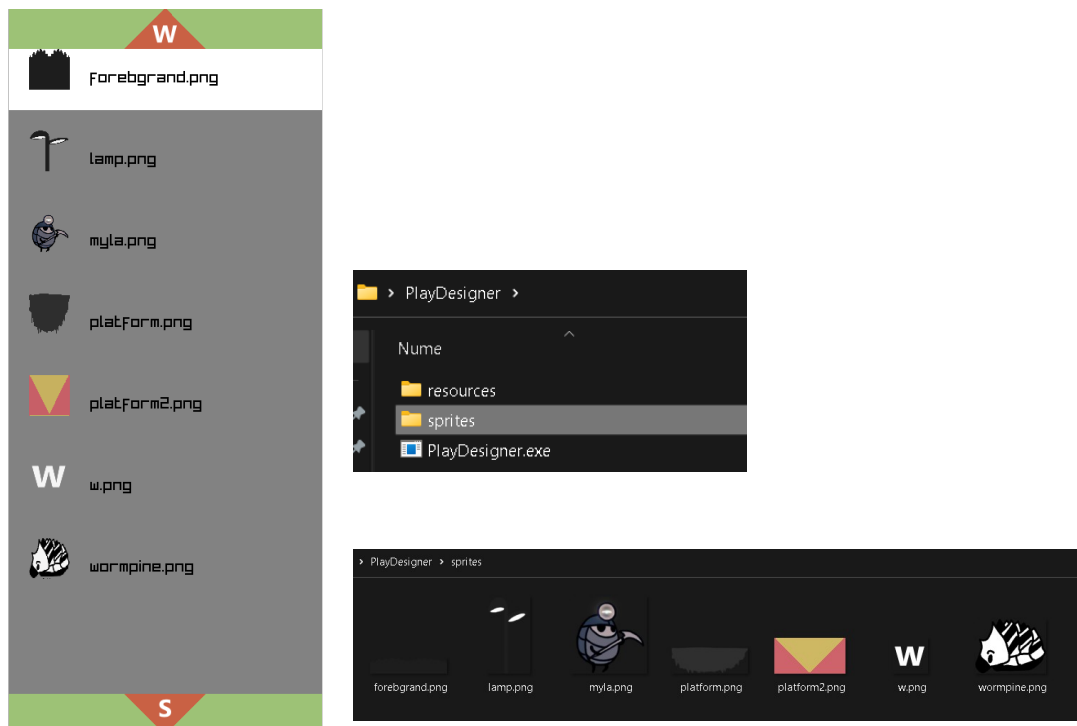 W
Forebgrand.png
lamp.png
myla.png
platform.png
platform2.png
w.png
W
wormpine.png
S
PlayDesigner
Nume
resources
sprites
PlayDesigner.exe
PlayDesigner sprites
W
forebgrand.png lamp.png myla.png platform.png platform2.png w.png wormpine.png